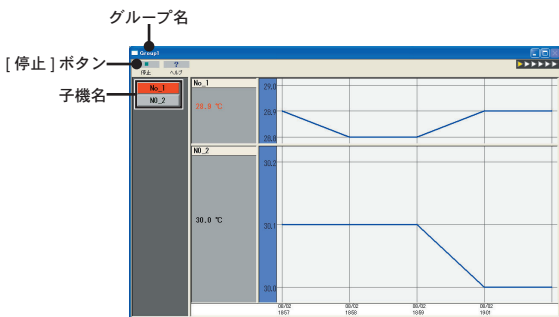 グループ名
[ 停止 ] ボタン
子機名
Group1
停止
?
ヘルプ
No_1
NO_2
No_1
28.9 ℃
29.0
28.9
28.8
NO_2
30.0 ℃
30.2
30.1
30.0
08/02
1857
08/02
1858
08/02
1859
08/02
1901